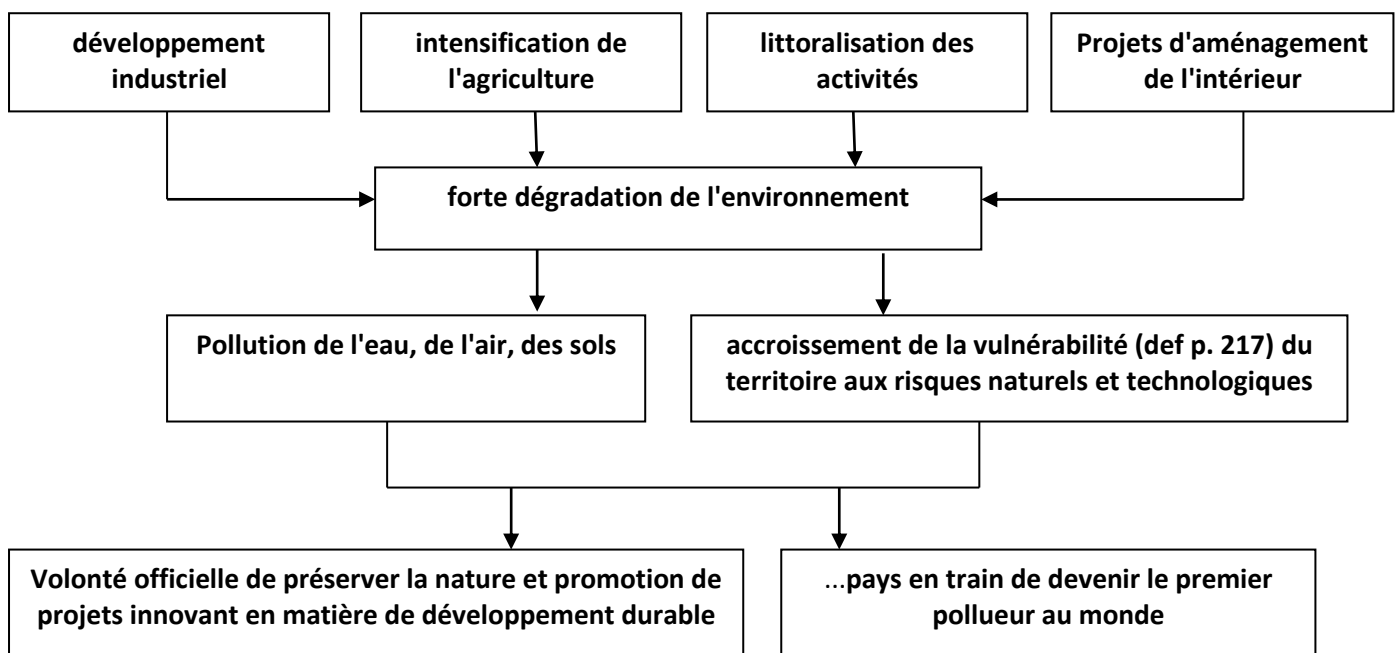 développement
industriel
intensification de
l'agriculture
littoralisation des
activités
Projets d'aménagement
de l'intérieur
forte dégradation de l'environnement
Pollution de l'eau, de l'air, des sols
accroissement de la vulnérabilité (def p. 217) du
territoire aux risques naturels et technologiques
Volonté officielle de préserver la nature et promotion de
projets innovant en matière de développement durable
...pays en train de devenir le premier
pollueur au monde